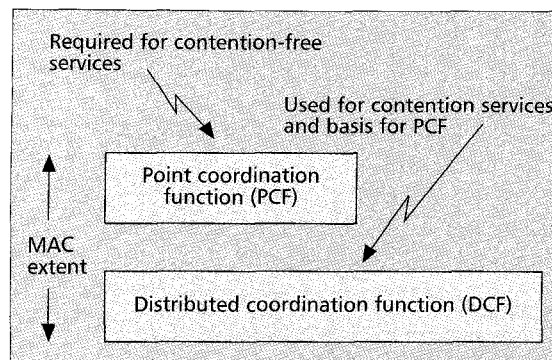 Required for contention-free
services
Used for contention services
and basis for PCF
Point coordination
function (PCF)
MAC
extent
Distributed coordination function (DCF)